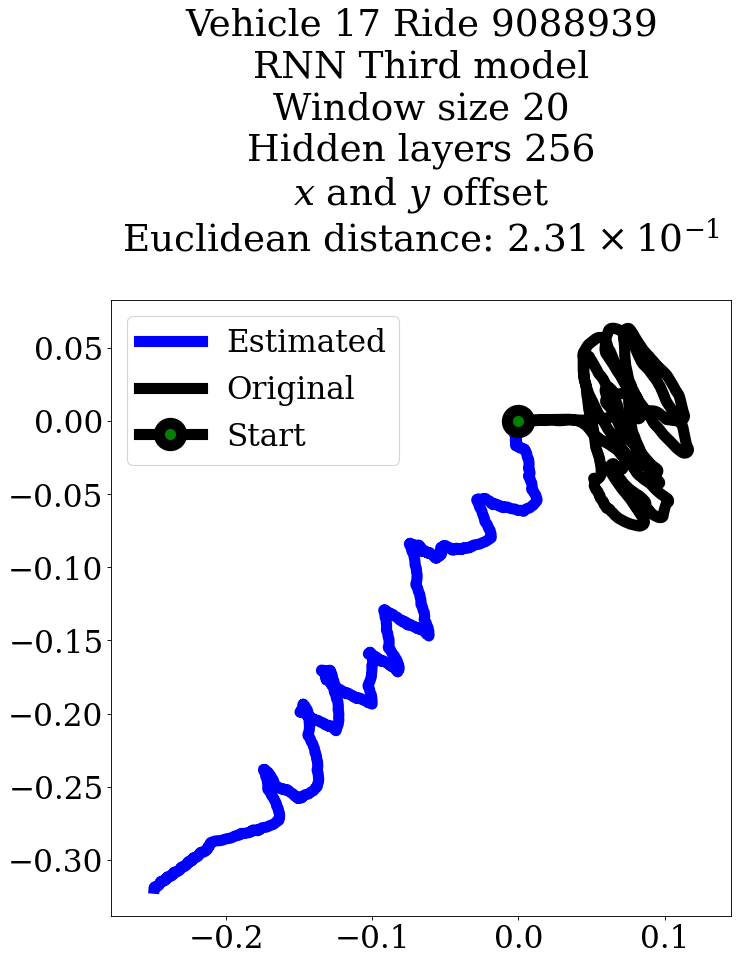 Vehicle 17 Ride 9088939
RNN Third model
Window size 20
Hidden layers 256
x and y offset
Euclidean distance: 2.31 × 10⁻¹
Estimated
Original
Start
0.05
0.00
−0.05
−0.10
−0.15
−0.20
−0.25
−0.30
−0.2
−0.1
0.0
0.1